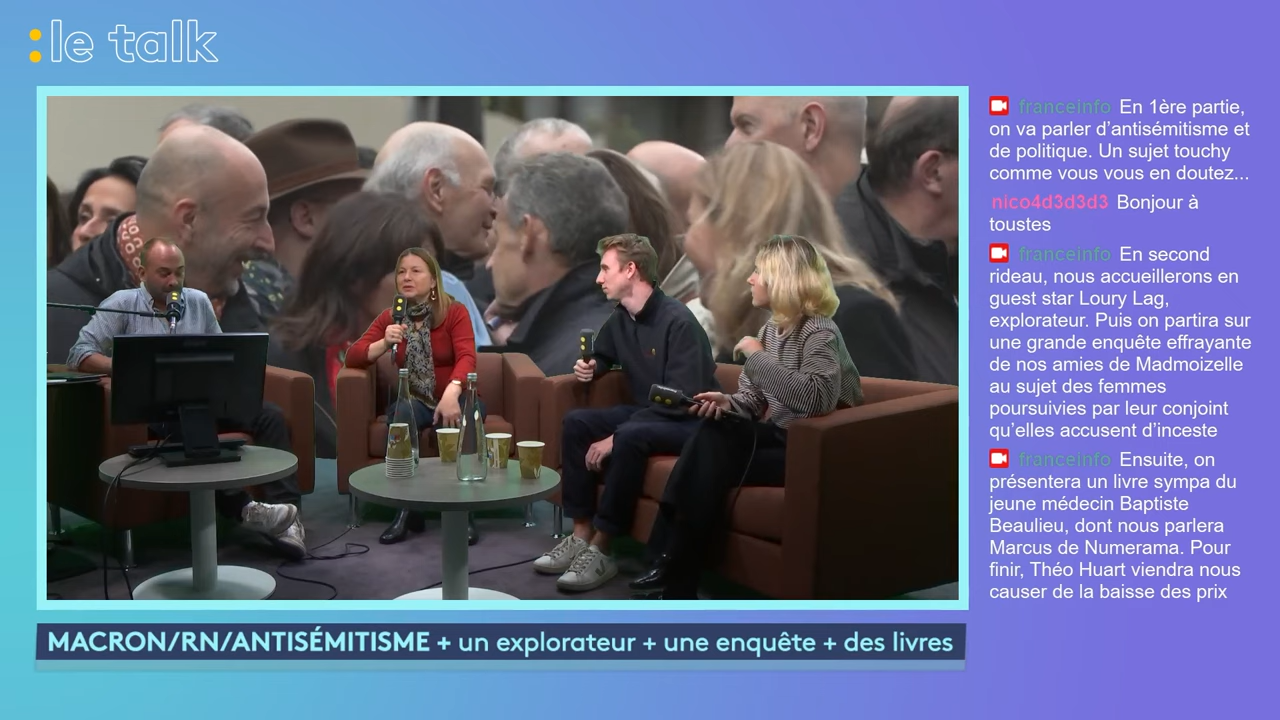 :le talk
franceinfo En 1ère partie,
on va parler d'antisémitisme et
de politique. Un sujet touchy
comme vous vous en doutez...
nico4d3d3d3 Bonjour à
toustes
franceinfo En second
rideau, nous accueillerons en
guest star Loury Lag,
explorateur. Puis on partira sur
une grande enquête effrayante
de nos amies de Madmoizelle
au sujet des femmes
poursuivies par leur conjoint
qu'elles accusent d'inceste
franceinfo Ensuite, on
présentera un livre sympa du
jeune médecin Baptiste
Beaulieu, dont nous parlera
Marcus de Numerama. Pour
finir, Théo Huart viendra nous
causer de la baisse des prix
MACRON/RN/ANTISÉMITISME + un explorateur + une enquête + des livres